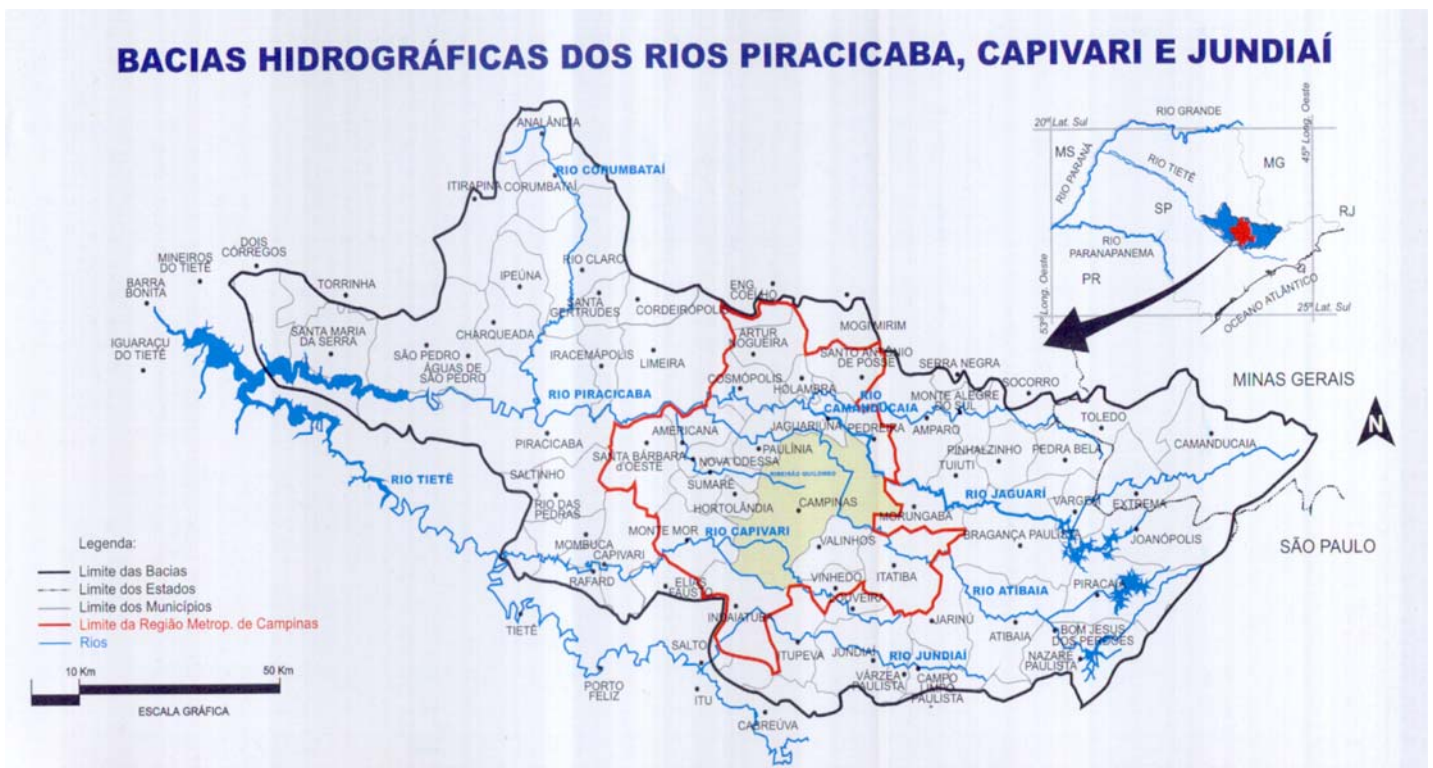 BACIAS HIDROGRÁFICAS DOS RIOS PIRACICABA, CAPIVARI E JUNDIAÍ
RIO GRANDE
20º Lat. Sul
45º Long. Oeste
MS
MG
RIO PARANÁ
RIO TIETÊ
SP
RJ
RIO
PARANAPANEMA
PR
OCEANO ATLÂNTICO
53º Long. Oeste
25º Lat. Sul
ANALÂNDIA
RIO CORUMBATAÍ
ITIRAPINA
CORUMBATAÍ
DOIS
CÓRREGOS
MINEIROS
DO TIETÊ
BARRA
BONITA
IGUARAÇU
DO TIETÊ
TORRINHA
SANTA MARIA
DA SERRA
RIO CLARO
IPEÚNA
SANTA
GERTRUDES
CORDEIRÓPOLIS
CHARQUEADA
SÃO PEDRO
ÁGUAS DE
SÃO PEDRO
IRACEMÁPOLIS
LIMEIRA
ENG.
COELHO
MOGI MIRIM
ARTUR
NOGUEIRA
SANTO ANTÔNIO
DE POSSE
SERRA NEGRA
SOCORRO
MINAS GERAIS
COSMÓPOLIS
HOLAMBRA
RIO
CAMANDUCAIA
MONTE ALEGRE
DO SUL
TOLEDO
RIO PIRACICABA
JAGUARIÚNA
PEDREIRA
AMPARO
CAMANDUCAIA
N
PIRACICABA
AMERICANA
SANTA BÁRBARA
d'OESTE
NOVA ODESSA
PAULÍNIA
PINHALZINHO
PEDRA BELA
TUIUTI
RIBEIRÃO QUILOMBO
SALTINHO
RIO TIETÊ
SUMARÉ
RIO DAS
PEDRAS
HORTOLÂNDIA
CAMPINAS
RIO JAGUARÍ
VARGEM
EXTREMA
MORUNGABA
MONTE MOR
RIO CAPIVARI
BRAGANÇA PAULISTA
JOANÓPOLIS
SÃO PAULO
MOMBUCA
CAPIVARI
RAFARD
VALINHOS
ITATIBA
VINHEDO
LOUVEIRA
RIO ATIBAIA
PIRACAIA
ELIAS
FAUSTO
INDAIATUBA
JARINÚ
ATIBAIA
BOM JESUS
DOS PERDÕES
NAZARÉ
PAULISTA
TIETÊ
SALTO
ITUPEVA
JUNDIAÍ
RIO JUNDIAÍ
VÁRZEA
PAULISTA
CAMPO
LIMPO
PAULISTA
PORTO
FELIZ
ITU
CABREÚVA
Legenda:
Limite das Bacias
Limite dos Estados
Limite dos Municípios
Limite da Região Metrop. de Campinas
Rios
10 Km
50 Km
ESCALA GRÁFICA